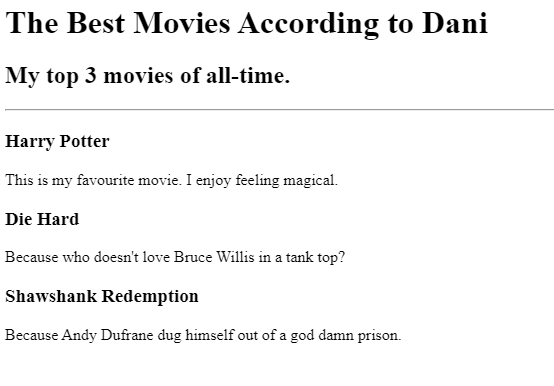 The Best Movies According to Dani
My top 3 movies of all-time.
Harry Potter
This is my favourite movie. I enjoy feeling magical.
Die Hard
Because who doesn't love Bruce Willis in a tank top?
Shawshank Redemption
Because Andy Dufrane dug himself out of a god damn prison.